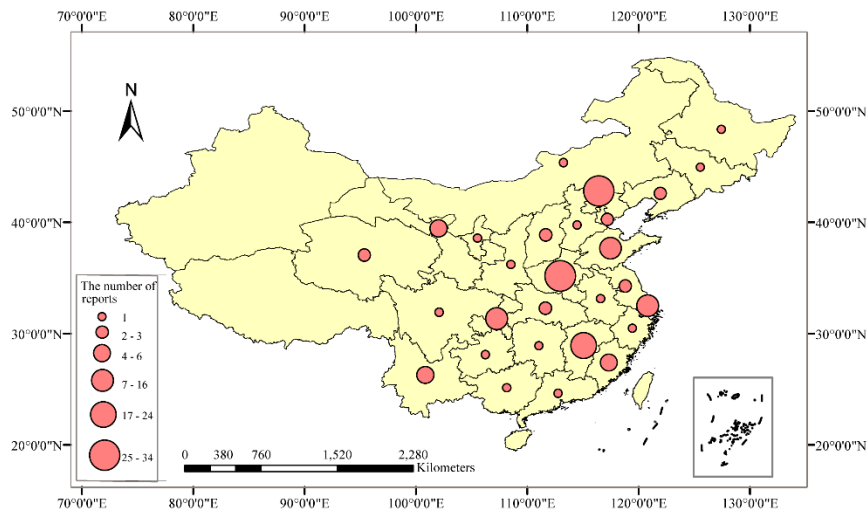 70°0'0"E 80°0'0"E 90°0'0"E 100°0'0"E 110°0'0"E 120°0'0"E 130°0'0"E
N
50°0'0"N 50°0'0"N
40°0'0"N 40°0'0"N
30°0'0"N 30°0'0"N
20°0'0"N 20°0'0"N
The number of
reports
1
2 - 3
4 - 6
7 - 16
17 - 24
25 - 34
0 380 760 1,520 2,280
Kilometers
70°0'0"E 80°0'0"E 90°0'0"E 100°0'0"E 110°0'0"E 120°0'0"E 130°0'0"E